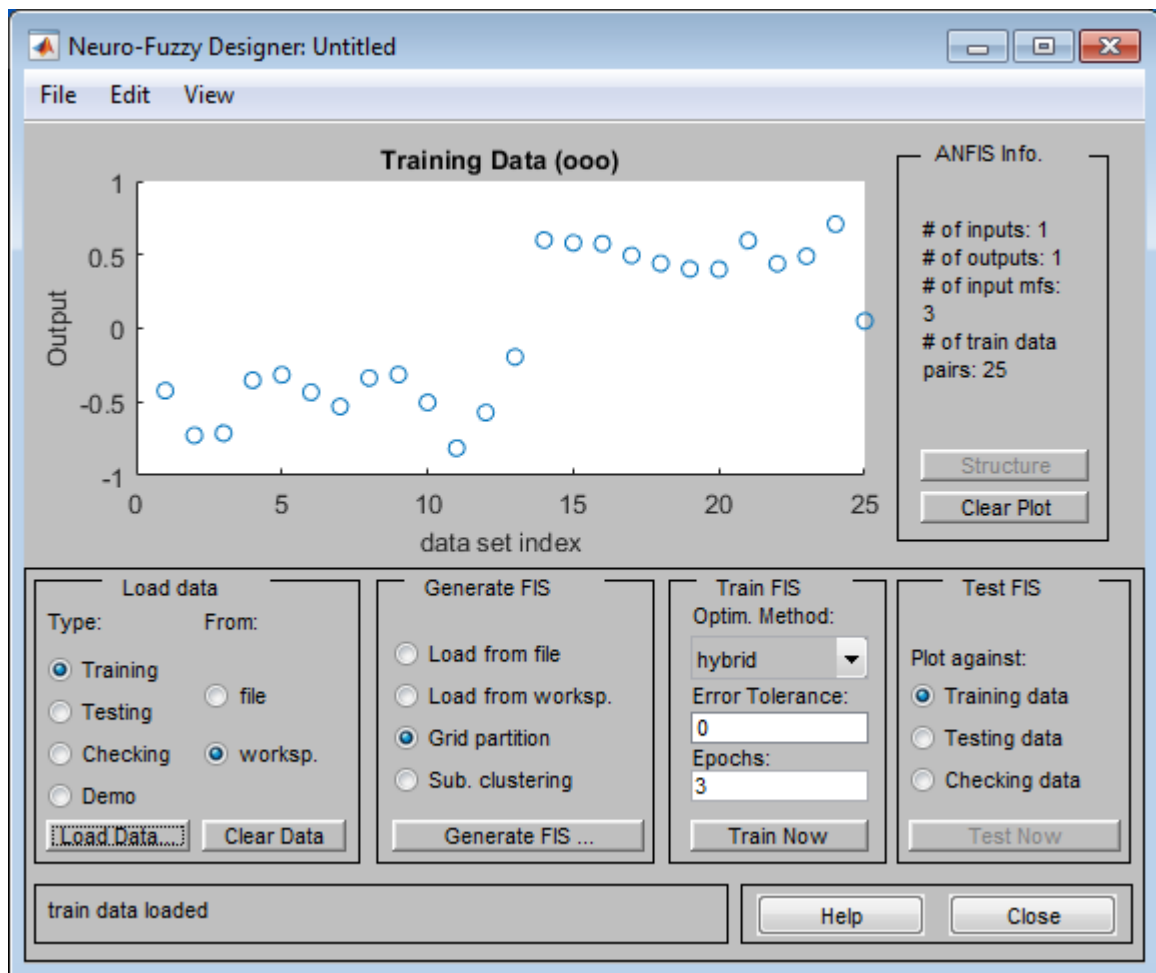 Neuro-Fuzzy Designer: Untitled
File Edit View
Training Data (ooo)
1
0.5
0
-0.5
-1
Output
0 5 10 15 20 25
data set index
ANFIS Info.
# of inputs: 1
# of outputs: 1
# of input mfs:
3
# of train data
pairs: 25
Structure
Clear Plot
Load data
Type: From:
Training
Testing
Checking
Demo
file
worksp.
Load Data... Clear Data
Generate FIS
Load from file
Load from worksp.
Grid partition
Sub. clustering
Generate FIS ...
Train FIS
Optim. Method:
hybrid
Error Tolerance:
0
Epochs:
3
Train Now
Test FIS
Plot against:
Training data
Testing data
Checking data
Test Now
train data loaded
Help Close